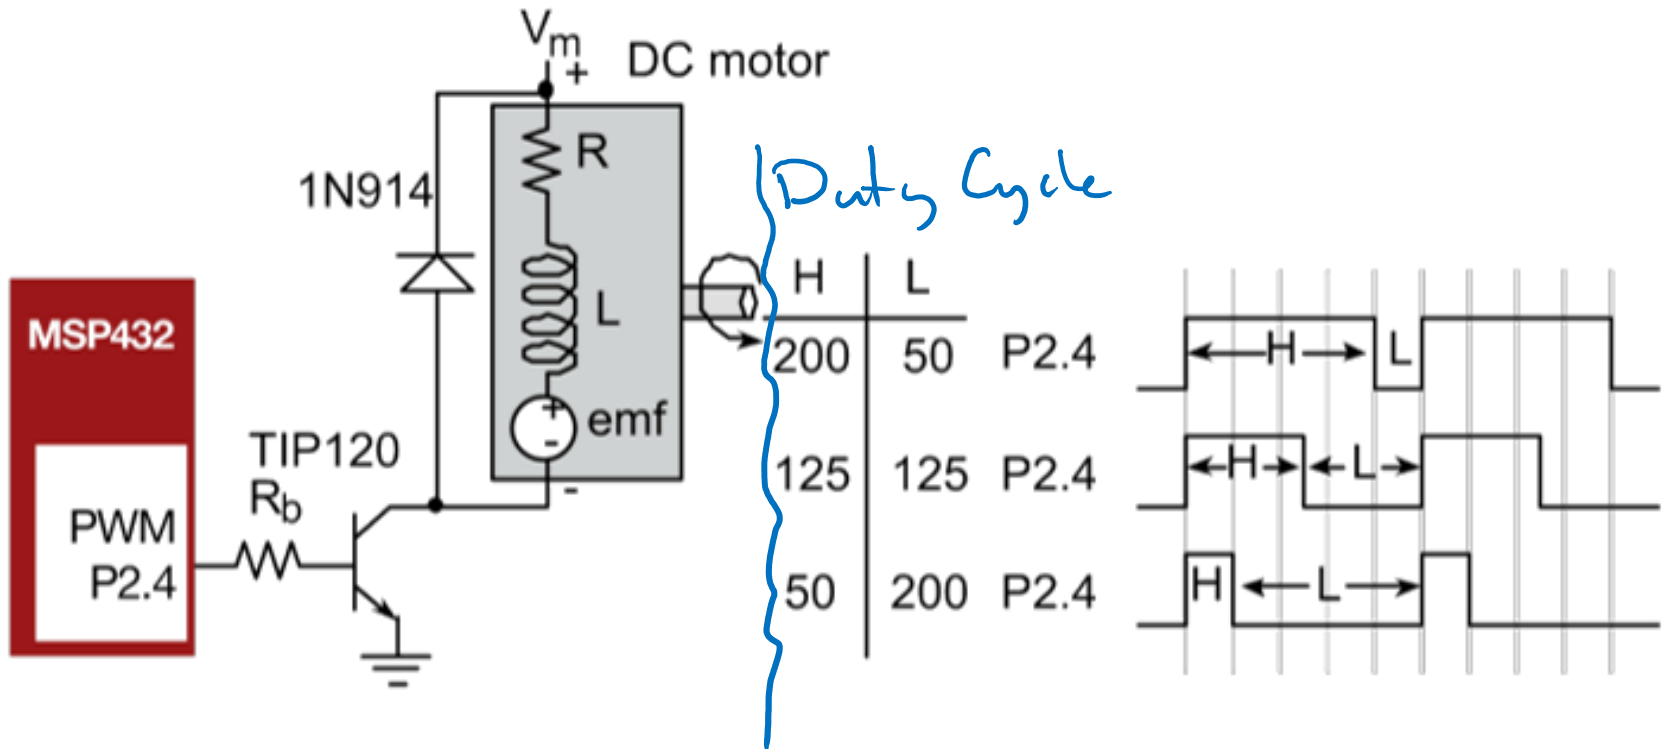 Vm
+
DC motor
R
1N914
Duty Cycle
H L
MSP432
L
200 50 P2.4 H L
+
emf
-
TIP120
Rb
125 125 P2.4 H L
-
PWM
P2.4
50 200 P2.4 H L